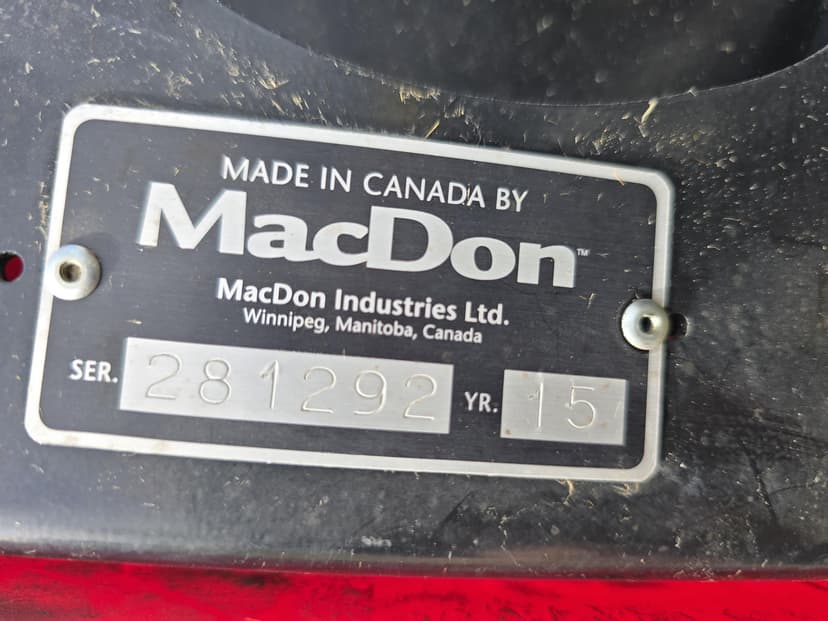 MADE IN CANADA BY
MacDon™
MacDon Industries Ltd.
Winnipeg, Manitoba, Canada
SER. 281292 YR. 15